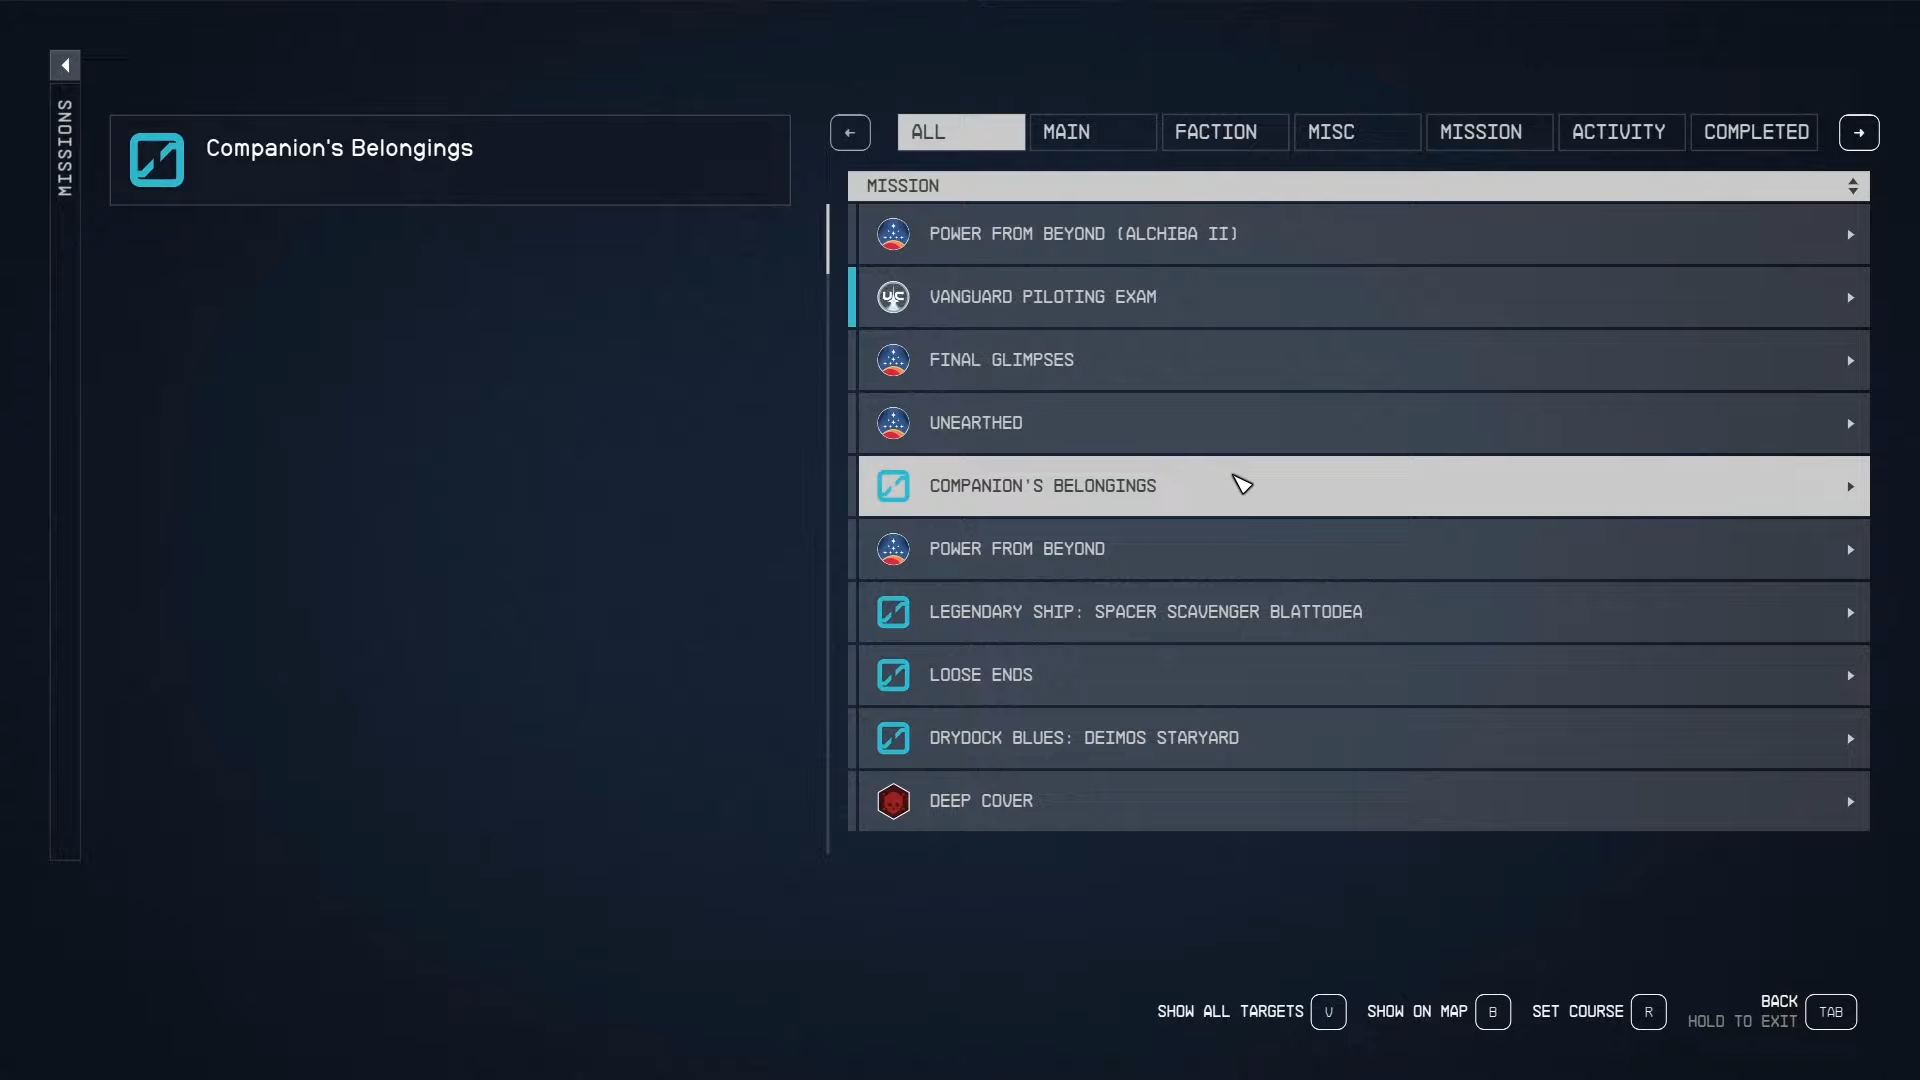 MISSIONS
Companion's Belongings
ALL MAIN FACTION MISC MISSION ACTIVITY COMPLETED
MISSION
POWER FROM BEYOND (ALCHIBA II)
UC
VANGUARD PILOTING EXAM
FINAL GLIMPSES
UNEARTHED
COMPANION'S BELONGINGS
POWER FROM BEYOND
LEGENDARY SHIP: SPACER SCAVENGER BLATTODEA
LOOSE ENDS
DRYDOCK BLUES: DEIMOS STARYARD
DEEP COVER
SHOW ALL TARGETS V SHOW ON MAP B SET COURSE R BACK TAB
HOLD TO EXIT